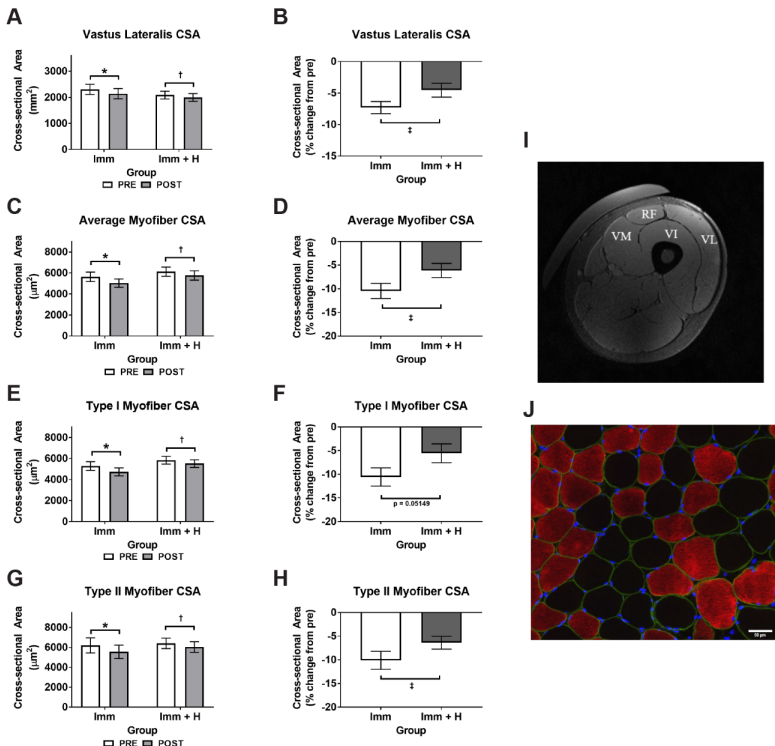 A
Vastus Lateralis CSA
Cross-sectional Area
(mm²)
3000
2000
1000
0
*
†
Imm
Imm + H
Group
PRE
POST
B
Vastus Lateralis CSA
Cross-sectional Area
(% change from pre)
0
-5
-10
-15
‡
Imm
Imm + H
Group
C
Average Myofiber CSA
Cross-sectional Area
(μm²)
8000
6000
4000
2000
0
*
†
Imm
Imm + H
Group
PRE
POST
D
Average Myofiber CSA
Cross-sectional Area
(% change from pre)
0
-5
-10
-15
-20
‡
Imm
Imm + H
Group
E
Type I Myofiber CSA
Cross-sectional Area
(μm²)
8000
6000
4000
2000
0
*
†
Imm
Imm + H
Group
PRE
POST
F
Type I Myofiber CSA
Cross-sectional Area
(% change from pre)
0
-5
-10
-15
-20
p = 0.05149
Imm
Imm + H
Group
G
Type II Myofiber CSA
Cross-sectional Area
(μm²)
8000
6000
4000
2000
0
*
†
Imm
Imm + H
Group
PRE
POST
H
Type II Myofiber CSA
Cross-sectional Area
(% change from pre)
0
-5
-10
-15
-20
‡
Imm
Imm + H
Group
I
RF
VM
VI
VL
J
50 μm